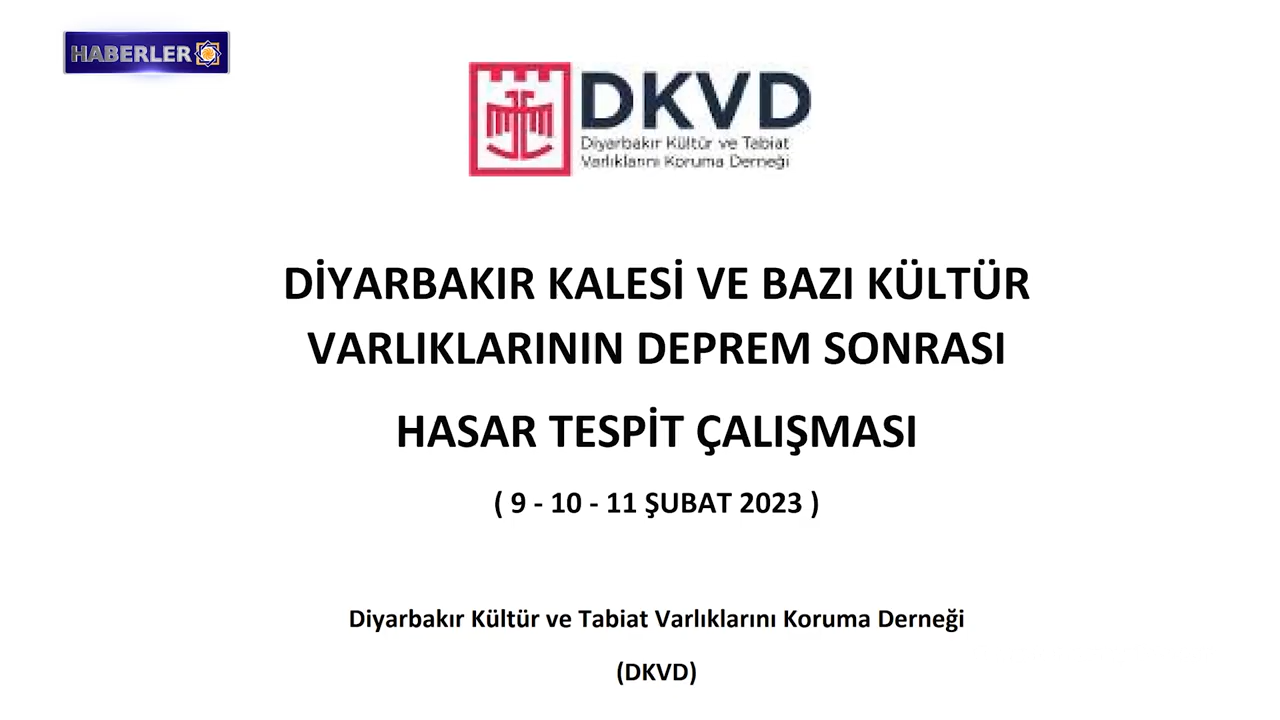 HABERLER
DKVD
Diyarbakır Kültür ve Tabiat
Varlıklarını Koruma Derneği
DİYARBAKIR KALESİ VE BAZI KÜLTÜR
VARLIKLARININ DEPREM SONRASI
HASAR TESPİT ÇALIŞMASI
( 9 - 10 - 11 ŞUBAT 2023 )
Diyarbakır Kültür ve Tabiat Varlıklarını Koruma Derneği
(DKVD)